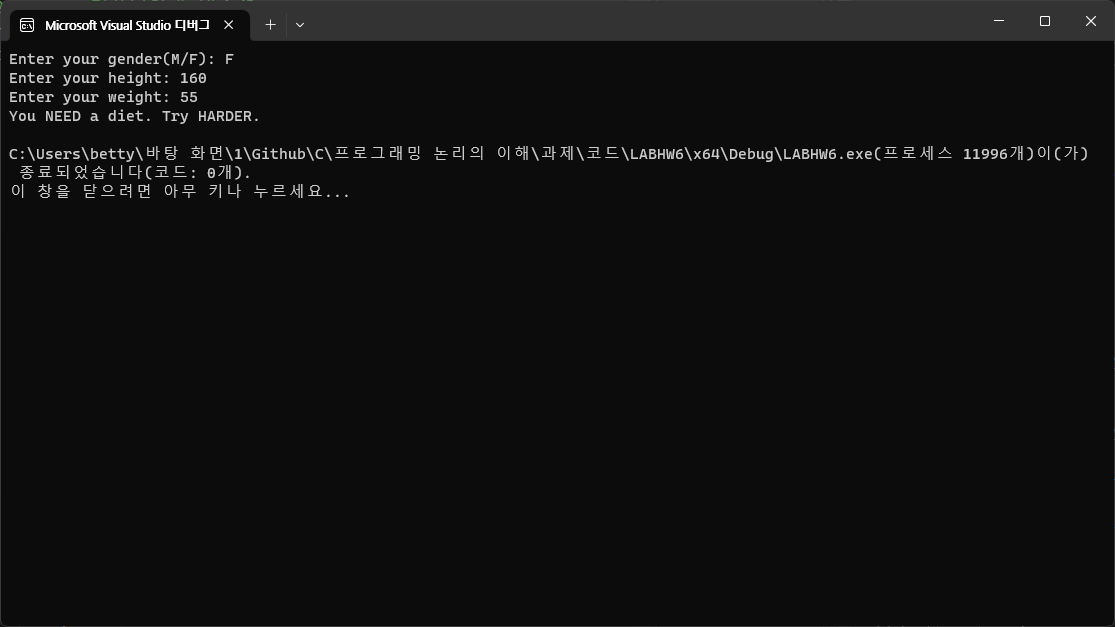 Microsoft Visual Studio 디버그
Enter your gender(M/F): F
Enter your height: 160
Enter your weight: 55
You NEED a diet. Try HARDER.
C:\Users\betty\바탕 화면\1\Github\C\프로그래밍 논리의 이해\과제\코드\LABHW6\x64\Debug\LABHW6.exe(프로세스 11996개)이(가)
종료되었습니다(코드: 0개).
이 창을 닫으려면 아무 키나 누르세요...